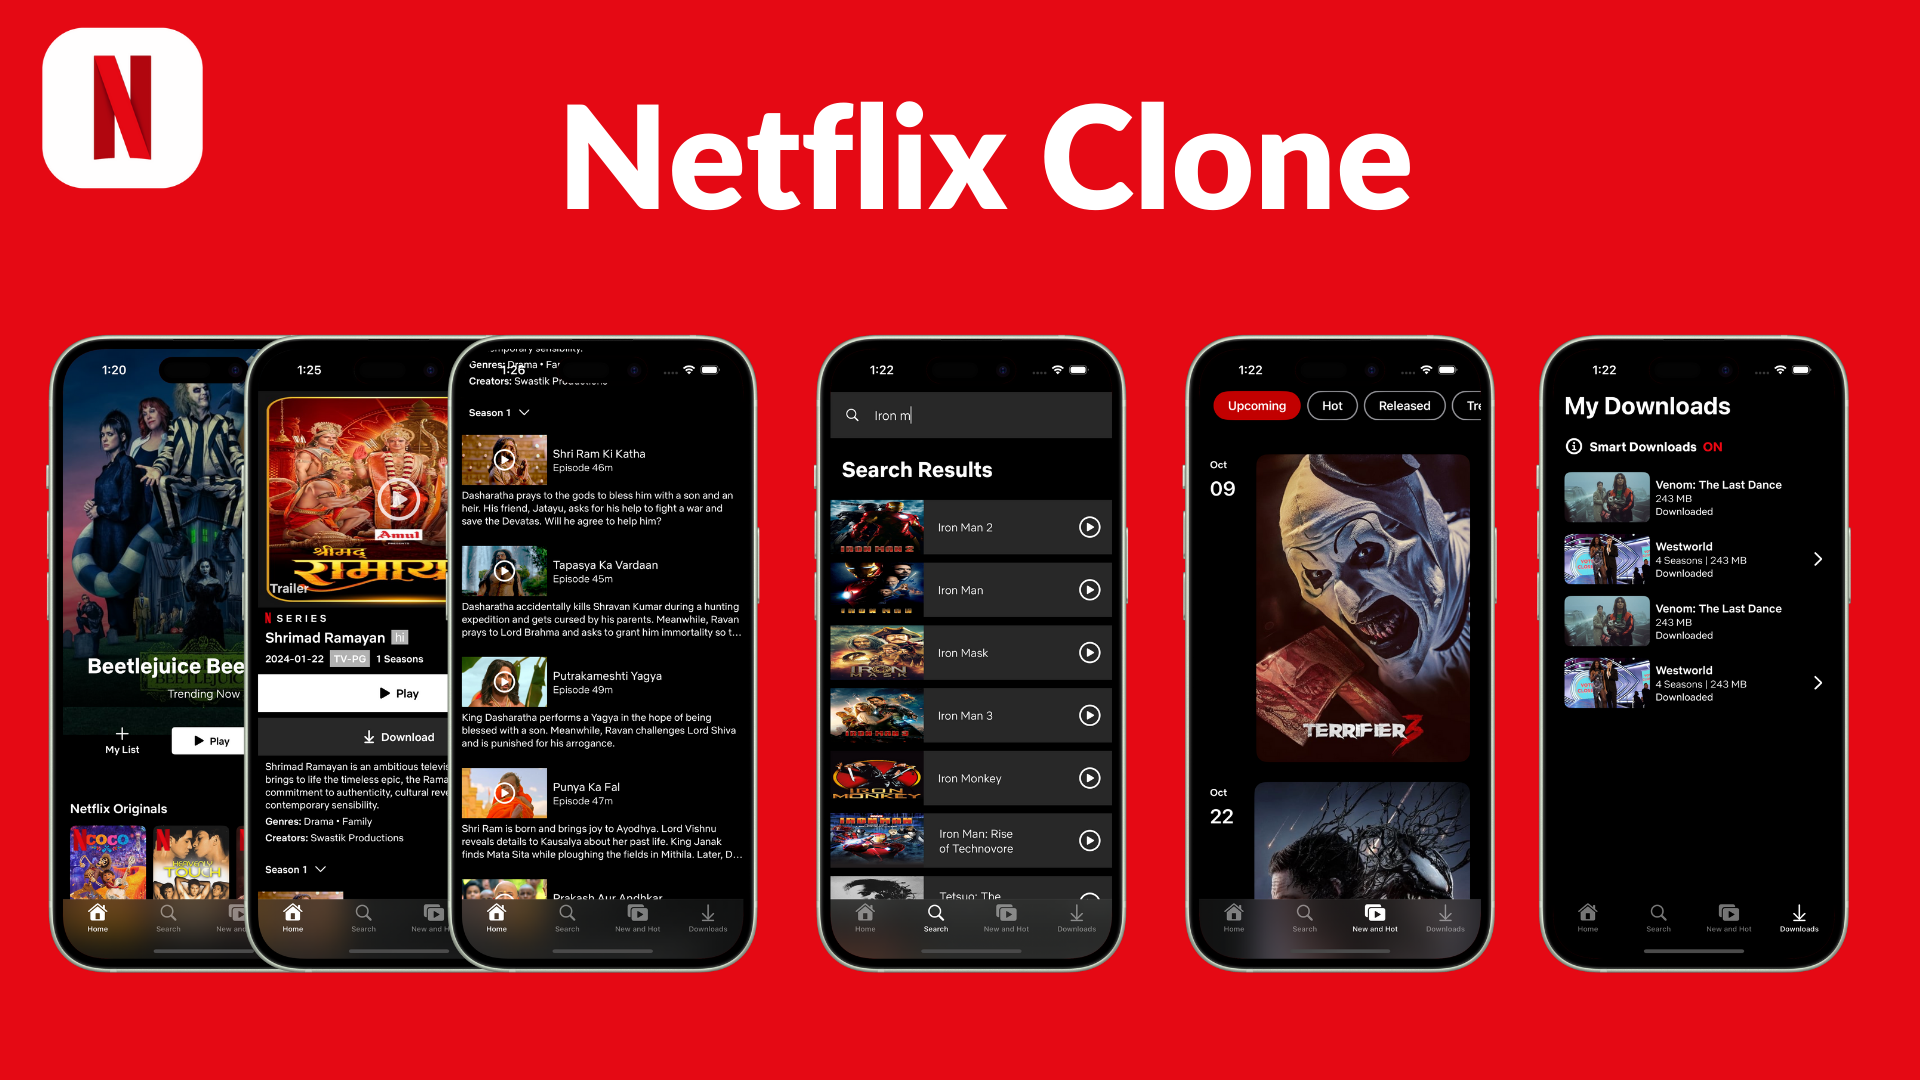 N
Netflix Clone
1:20
Beetlejuice Bee
Trending Now
My List
Play
Netflix Originals
N COCO
HEAVENLY
TOUCH
Home
Search
New and
1:25
Amul
श्रीमद्
रामाय
Trailer
N SERIES
Shrimad Ramayan hi
2024-01-22 TV-PG 1 Seasons
Play
Download
Shrimad Ramayan is an ambitious televis
brings to life the timeless epic, the Rama
commitment to authenticity, cultural reve
contemporary sensibility.
Genres: Drama • Family
Creators: Swastik Productions
Season 1
Home
Search
New and H
1:26
Genres: Drama • Fa
Creators: Swastik Productions
Season 1
Shri Ram Ki Katha
Episode 46m
Dasharatha prays to the gods to bless him with a son and an
heir. His friend, Jatayu, asks for his help to fight a war and
save the Devatas. Will he agree to help him?
Tapasya Ka Vardaan
Episode 45m
Dasharatha accidentally kills Shravan Kumar during a hunting
expedition and gets cursed by his parents. Meanwhile, Ravan
prays to Lord Brahma and asks to grant him immortality so t...
Putrakameshti Yagya
Episode 49m
King Dasharatha performs a Yagya in the hope of being
blessed with a son. Meanwhile, Ravan challenges Lord Shiva
and is punished for his arrogance.
Punya Ka Fal
Episode 47m
Shri Ram is born and brings joy to Ayodhya. Lord Vishnu
reveals details to Kausalya about her past life. King Janak
finds Mata Sita while ploughing the fields in Mithila. Later, D...
Prakash Aur Andhkar
Home
Search
New and Hot
Downloads
1:22
Iron m
Search Results
IRON MAN 2
Iron Man 2
IRON MAN
Iron Man
IRON
MASK
Iron Mask
Iron Man 3
IRON
MONKEY
Iron Monkey
IRONMAN
Iron Man: Rise
of Technovore
Tetsuo: The
Home
Search
New and Hot
Downloads
1:22
Upcoming
Hot
Released
Tre
Oct
09
TERRIFIER 3
Oct
22
Home
Search
New and Hot
Downloads
1:22
My Downloads
Smart Downloads ON
Venom: The Last Dance
243 MB
Downloaded
Westworld
4 Seasons | 243 MB
Downloaded
Venom: The Last Dance
243 MB
Downloaded
Westworld
4 Seasons | 243 MB
Downloaded
Home
Search
New and Hot
Downloads